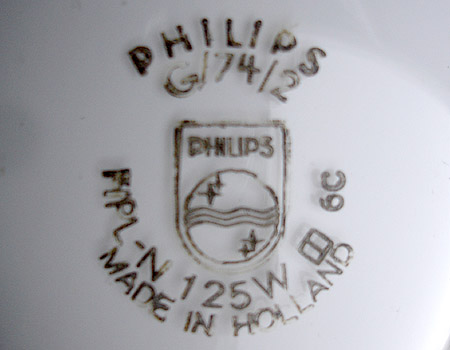 PHILIPS
G/74/2
PHILIPS
HPL-N 125W 6C
MADE IN HOLLAND